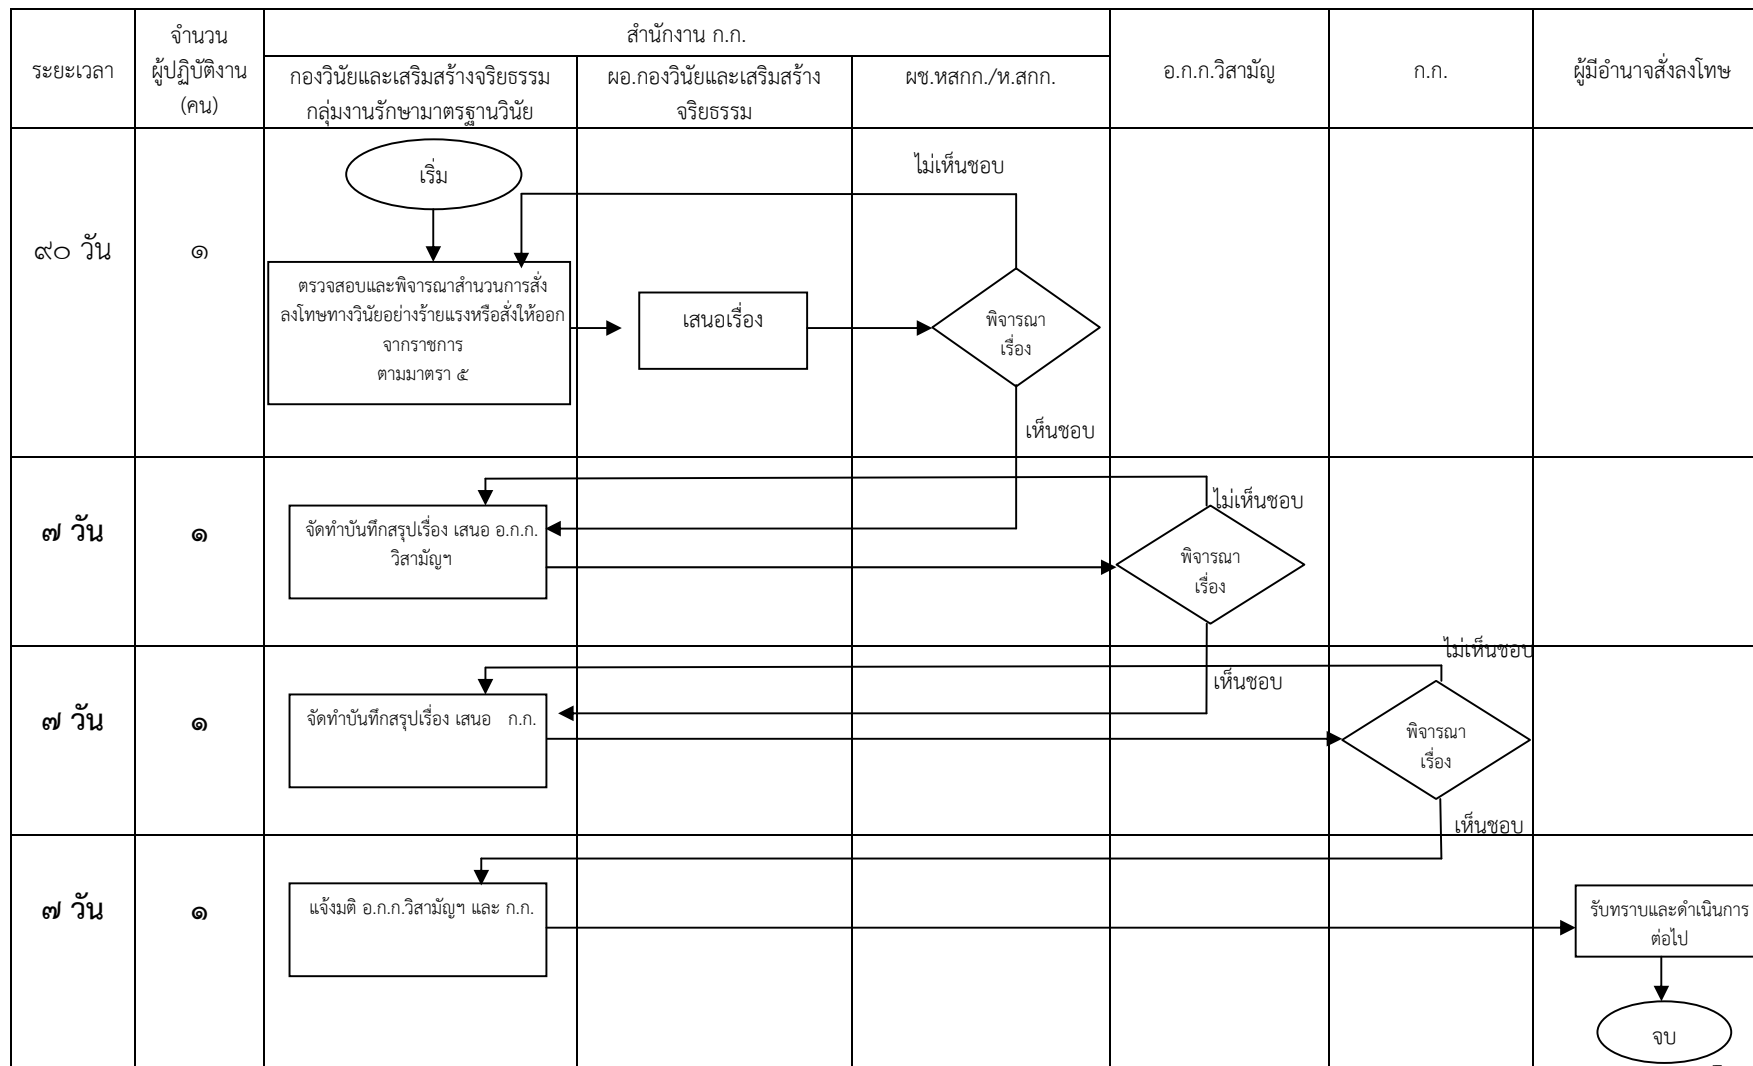 ระยะเวลา
จำนวน
ผู้ปฏิบัติงาน
(คน)
สำนักงาน ก.ก.
กองวินัยและเสริมสร้างจริยธรรม
กลุ่มงานรักษามาตรฐานวินัย
ผอ.กองวินัยและเสริมสร้าง
จริยธรรม
ผช.หสกก./ห.สกก.
อ.ก.ก.วิสามัญ
ก.ก.
ผู้มีอำนาจสั่งลงโทษ
เริ่ม
ไม่เห็นชอบ
๙๐ วัน
๑
ตรวจสอบและพิจารณาสำนวนการสั่ง
ลงโทษทางวินัยอย่างร้ายแรงหรือสั่งให้ออก
จากราชการ
ตามมาตรา ๕
เสนอเรื่อง
พิจารณา
เรื่อง
เห็นชอบ
๗ วัน
๑
จัดทำบันทึกสรุปเรื่อง เสนอ อ.ก.ก.
วิสามัญฯ
ไม่เห็นชอบ
พิจารณา
เรื่อง
เห็นชอบ
๗ วัน
๑
จัดทำบันทึกสรุปเรื่อง เสนอ ก.ก.
ไม่เห็นชอบ
พิจารณา
เรื่อง
เห็นชอบ
๗ วัน
๑
แจ้งมติ อ.ก.ก.วิสามัญฯ และ ก.ก.
รับทราบและดำเนินการ
ต่อไป
จบ